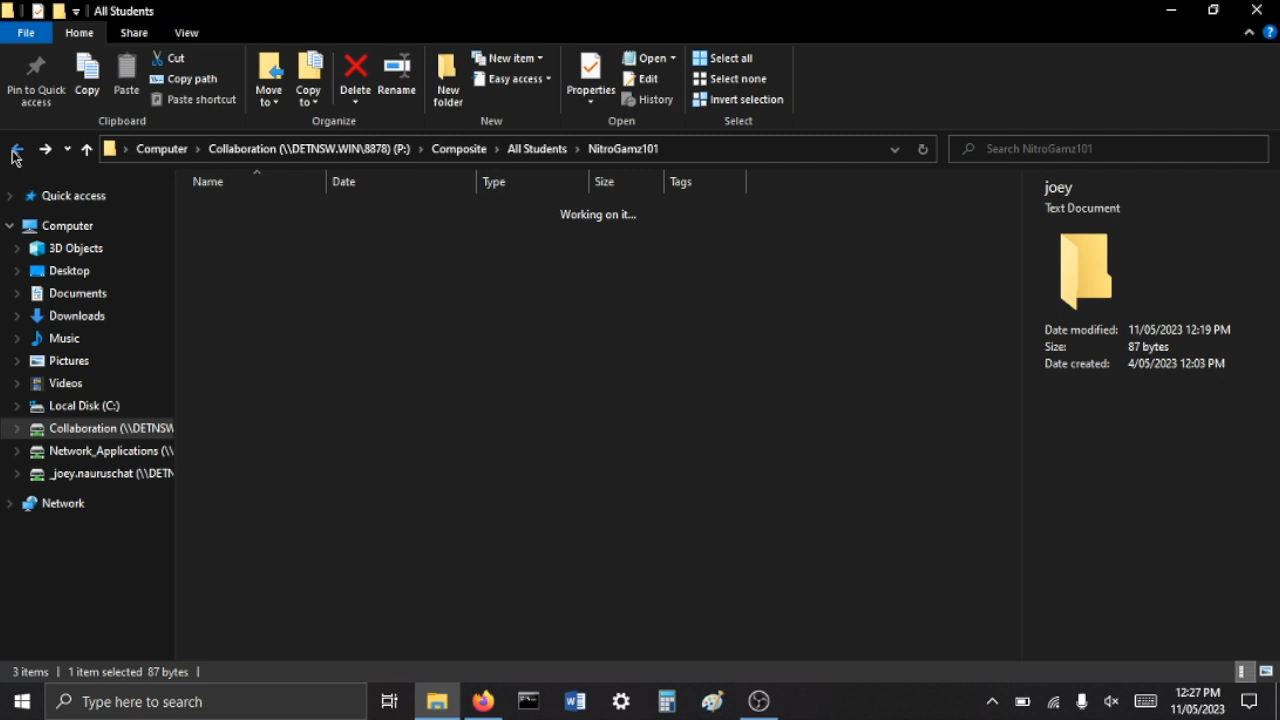 All Students
File Home Share View
Pin to Quick access
Copy
Paste
Cut
Copy path
Paste shortcut
Clipboard
Move to
Copy to
Delete
Rename
Organize
New folder
New item
Easy access
New
Properties
Open
Edit
History
Open
Select all
Select none
Invert selection
Select
Computer Collaboration (\\DETNSW.WIN\8878) (P:) Composite All Students NitroGamz101
Search NitroGamz101
Name Date Type Size Tags
Working on it...
Quick access
Computer
3D Objects
Desktop
Documents
Downloads
Music
Pictures
Videos
Local Disk (C:)
Collaboration (\\DETNSW
Network_Applications (\\
_joey.nauruschat (\\DETN
Network
joey
Text Document
Date modified: 11/05/2023 12:19 PM
Size: 87 bytes
Date created: 4/05/2023 12:03 PM
3 items 1 item selected 87 bytes
Type here to search
12:27 PM
11/05/2023